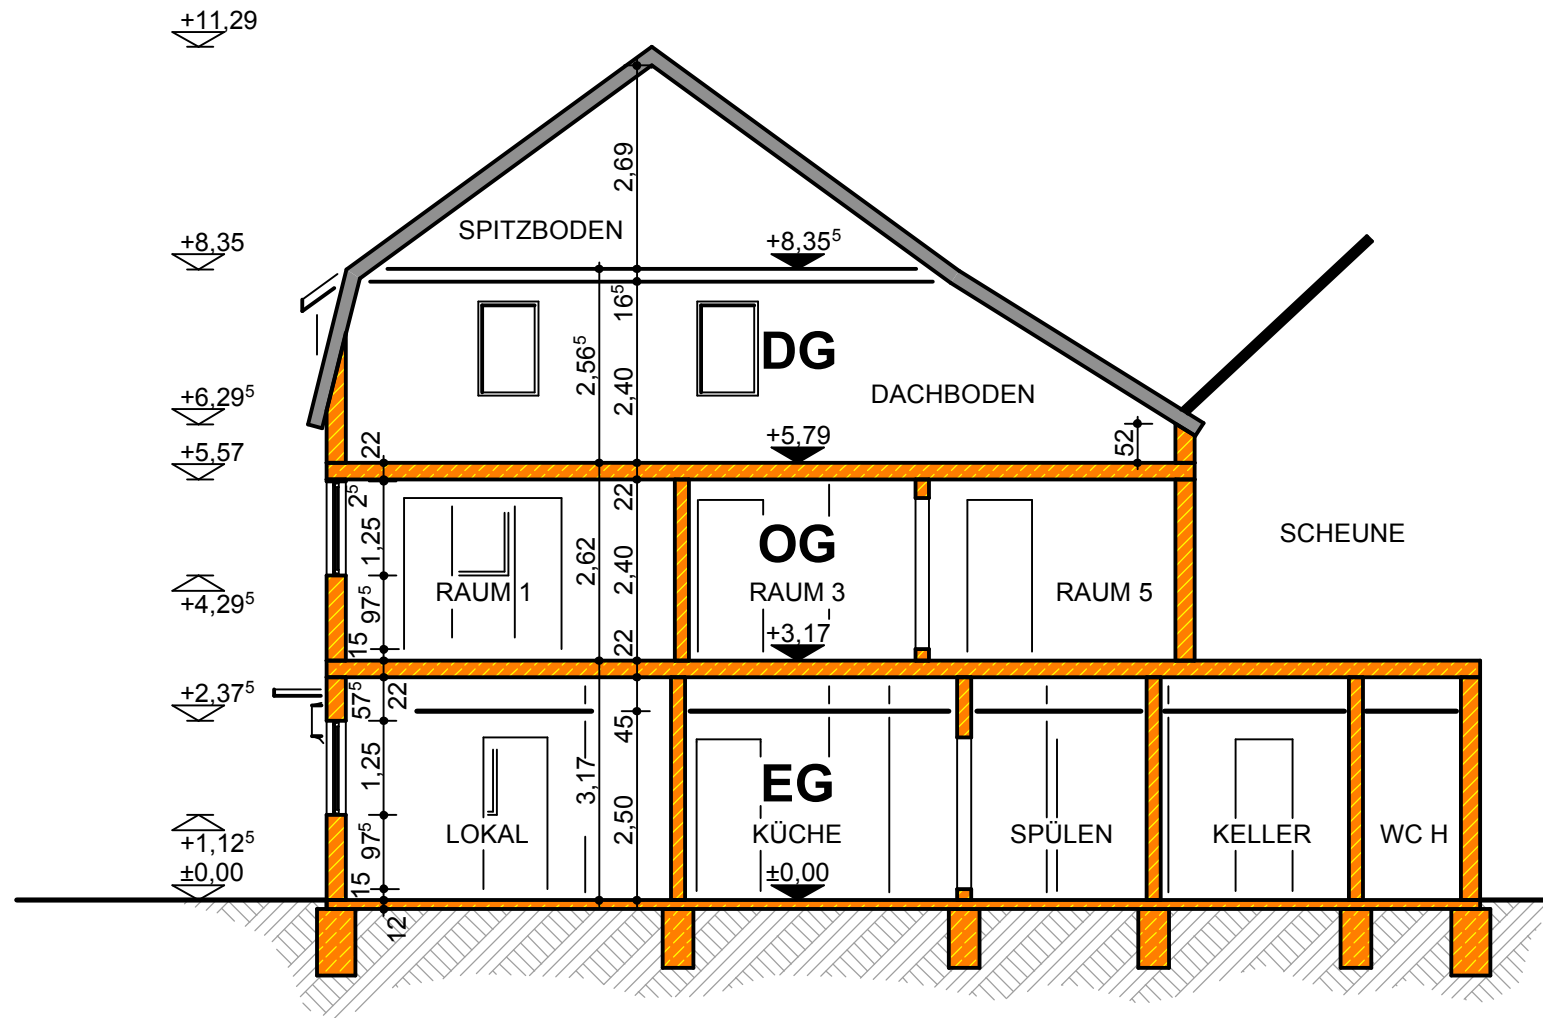 +11,29
2,69
SPITZBODEN
+8,35
+8,35⁵
16⁵
2,56⁵
2,40
DG
DACHBODEN
+6,29⁵
+5,79
52
+5,57
22
2⁵
22
1,25
2,62
2,40
OG
SCHEUNE
RAUM 1
RAUM 3
RAUM 5
+4,29⁵
97⁵
15
22
+3,17
+2,37⁵
57⁵
22
45
1,25
3,17
2,50
EG
LOKAL
KÜCHE
SPÜLEN
KELLER
WC H
+1,12⁵
97⁵
±0,00
15
±0,00
12